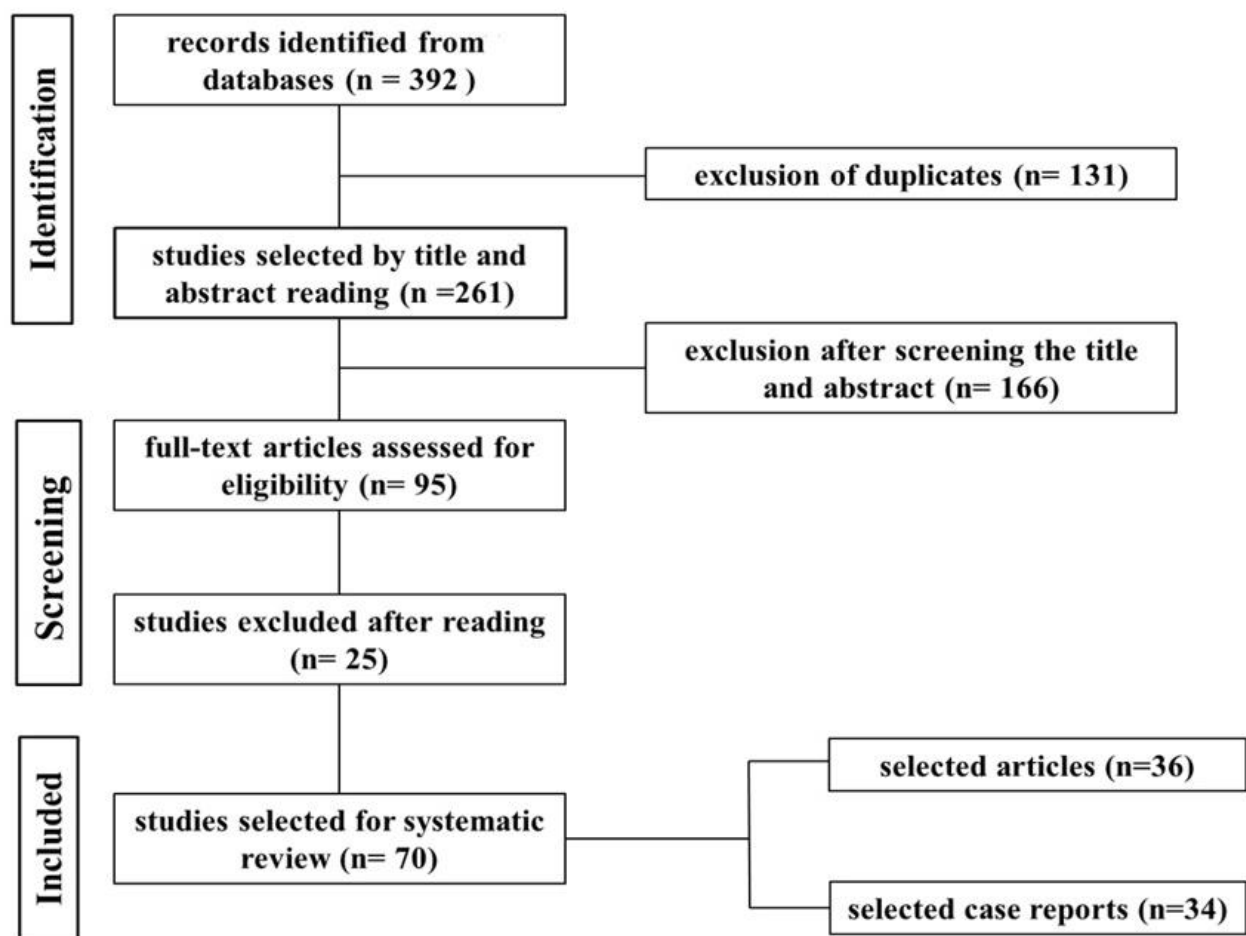 Identification
records identified from
databases (n = 392 )
exclusion of duplicates (n= 131)
studies selected by title and
abstract reading (n =261)
exclusion after screening the title
and abstract (n= 166)
Screening
full-text articles assessed for
eligibility (n= 95)
studies excluded after reading
(n= 25)
Included
studies selected for systematic
review (n= 70)
selected articles (n=36)
selected case reports (n=34)